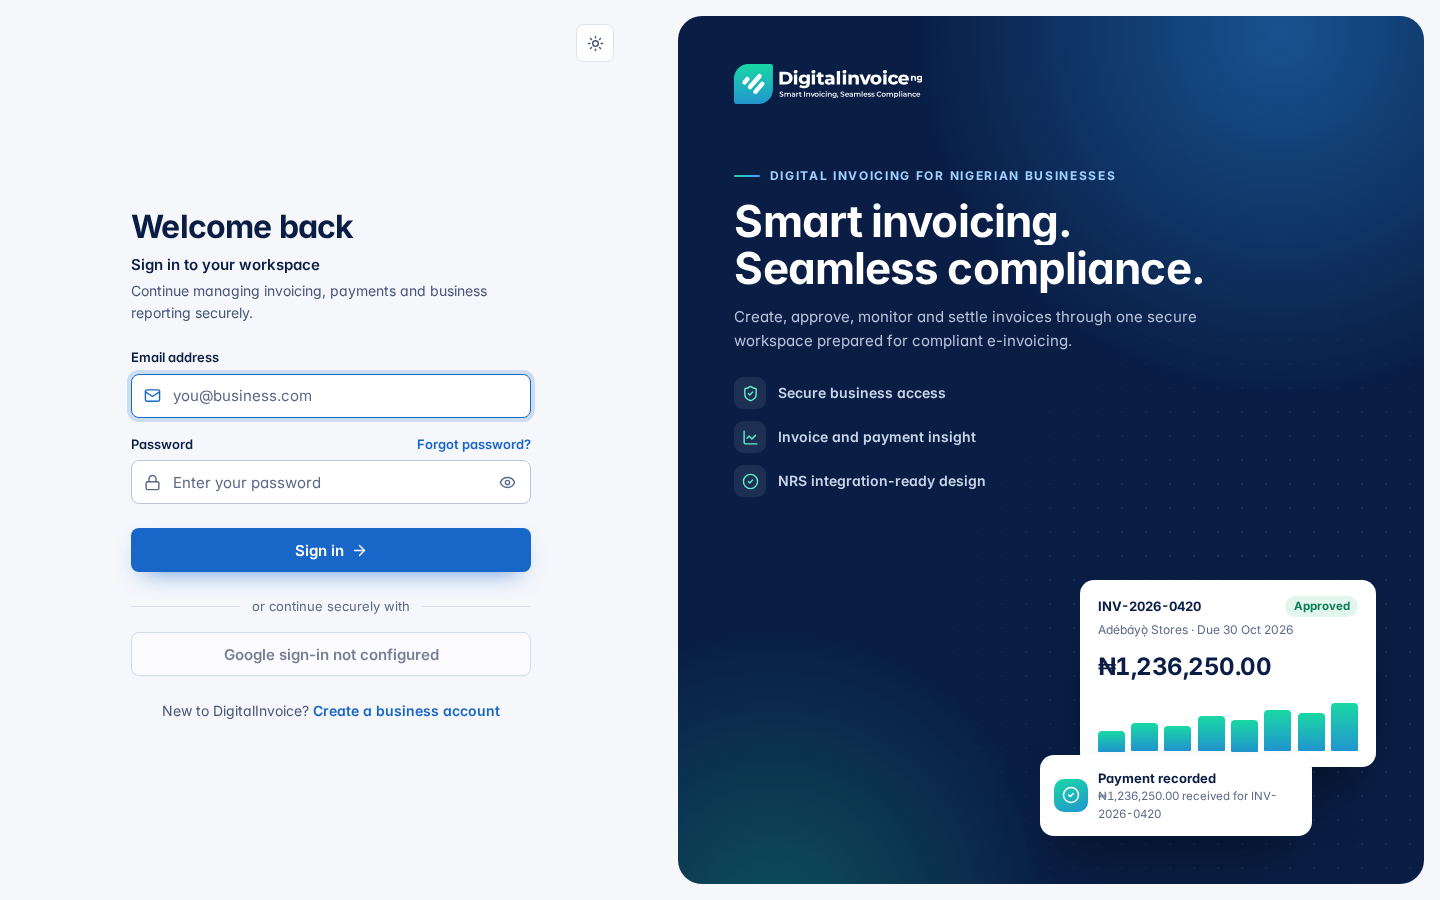 Welcome back
Sign in to your workspace
Continue managing invoicing, payments and business
reporting securely.
Email address
you@business.com
Password
Forgot password?
Enter your password
Sign in
or continue securely with
Google sign-in not configured
New to DigitalInvoice? Create a business account
Digitalinvoice ng
Smart Invoicing, Seamless Compliance
DIGITAL INVOICING FOR NIGERIAN BUSINESSES
Smart invoicing.
Seamless compliance.
Create, approve, monitor and settle invoices through one secure
workspace prepared for compliant e-invoicing.
Secure business access
Invoice and payment insight
NRS integration-ready design
INV-2026-0420
Approved
Adébáyọ̀ Stores · Due 30 Oct 2026
₦1,236,250.00
Payment recorded
₦1,236,250.00 received for INV-
2026-0420